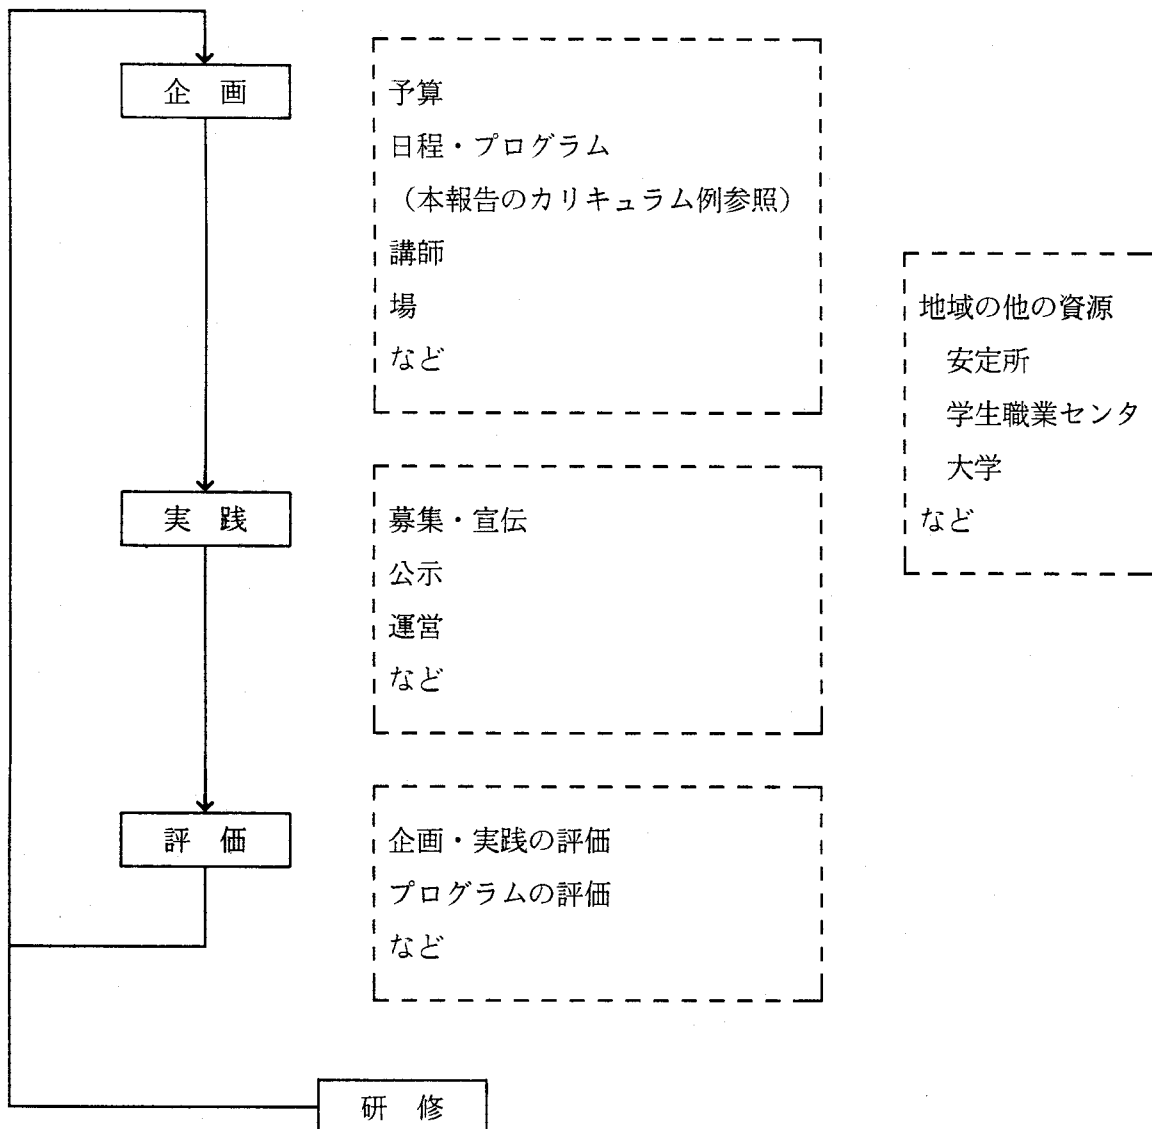 企 画
予算
日程・プログラム
(本報告のカリキュラム例参照)
講師
場
など
地域の他の資源
安定所
学生職業センタ
大学
など
実 践
募集・宣伝
公示
運営
など
評 価
企画・実践の評価
プログラムの評価
など
研 修